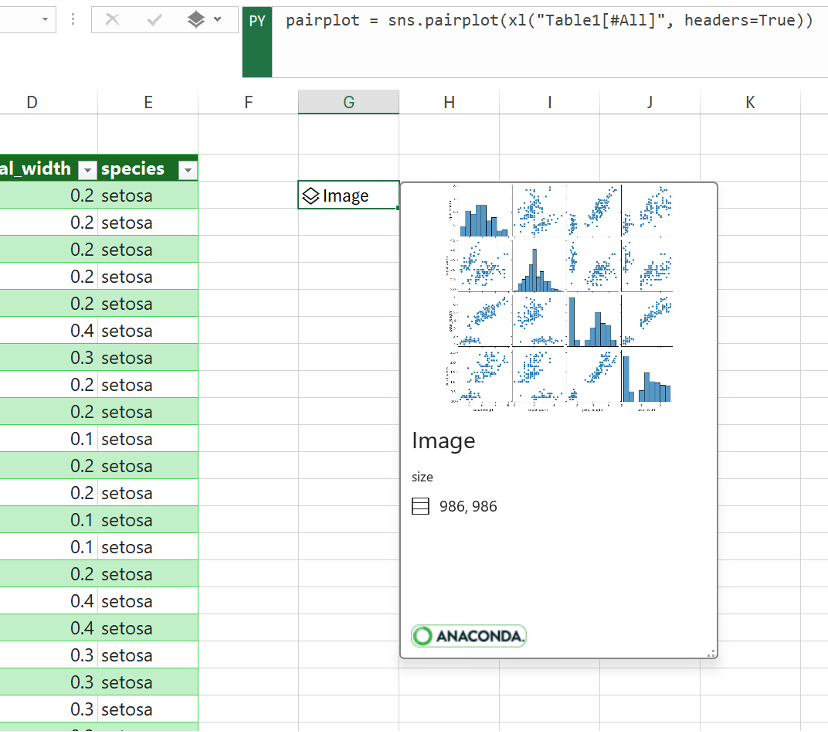 PY pairplot = sns.pairplot(xl("Table1[#All]", headers=True))
D E F G H I J K
al_width species
0.2 setosa Image
0.2 setosa
0.2 setosa
0.2 setosa
0.2 setosa
0.4 setosa
0.3 setosa
0.2 setosa
0.2 setosa
0.1 setosa
0.2 setosa
0.2 setosa
0.1 setosa
0.1 setosa
0.2 setosa
0.4 setosa
0.4 setosa
0.3 setosa
0.3 setosa
0.3 setosa
Image
size
986, 986
ANACONDA.